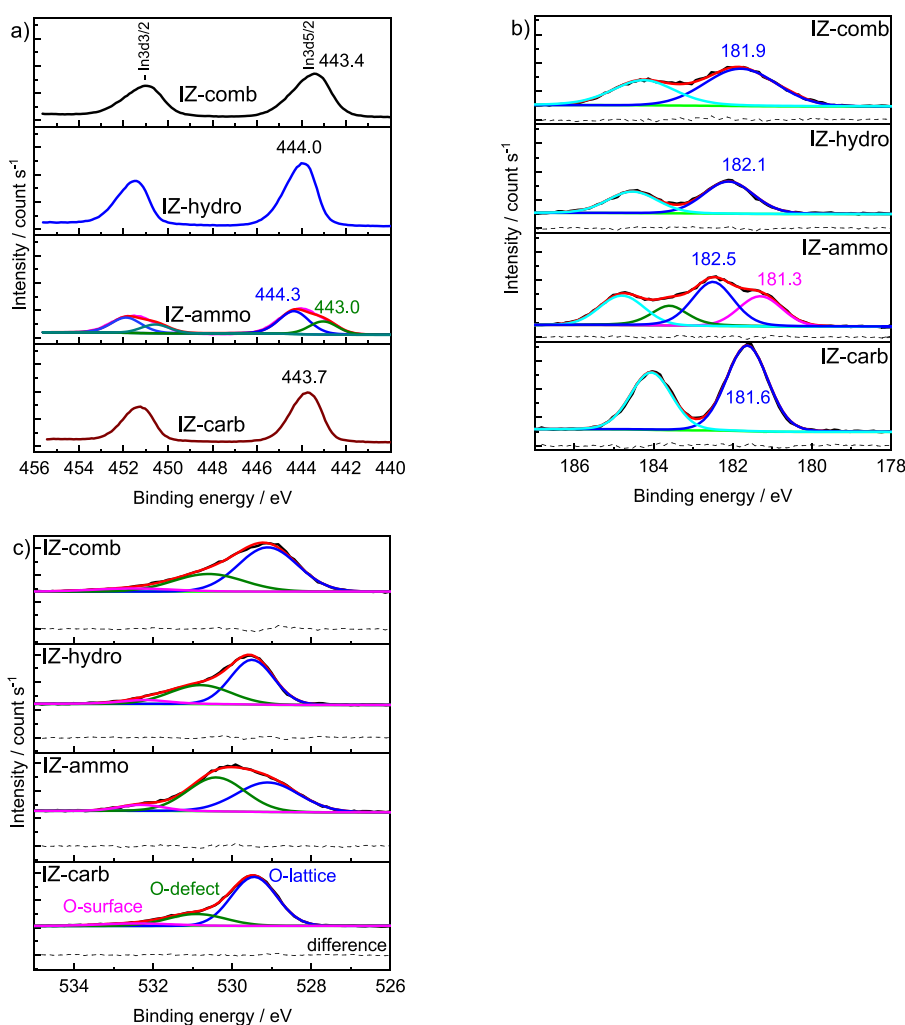 a)
In3d3/2
In3d5/2
443.4
IZ-comb
444.0
IZ-hydro
IZ-ammo
444.3
443.0
443.7
IZ-carb
Intensity / count s-1
456 454 452 450 448 446 444 442 440
Binding energy / eV
b)
IZ-comb
181.9
IZ-hydro
182.1
IZ-ammo
182.5
181.3
IZ-carb
181.6
Intensity / count s-1
186 184 182 180 178
Binding energy / eV
c)
IZ-comb
IZ-hydro
IZ-ammo
IZ-carb
O-surface
O-defect
O-lattice
difference
Intensity / count s-1
534 532 530 528 526
Binding energy / eV